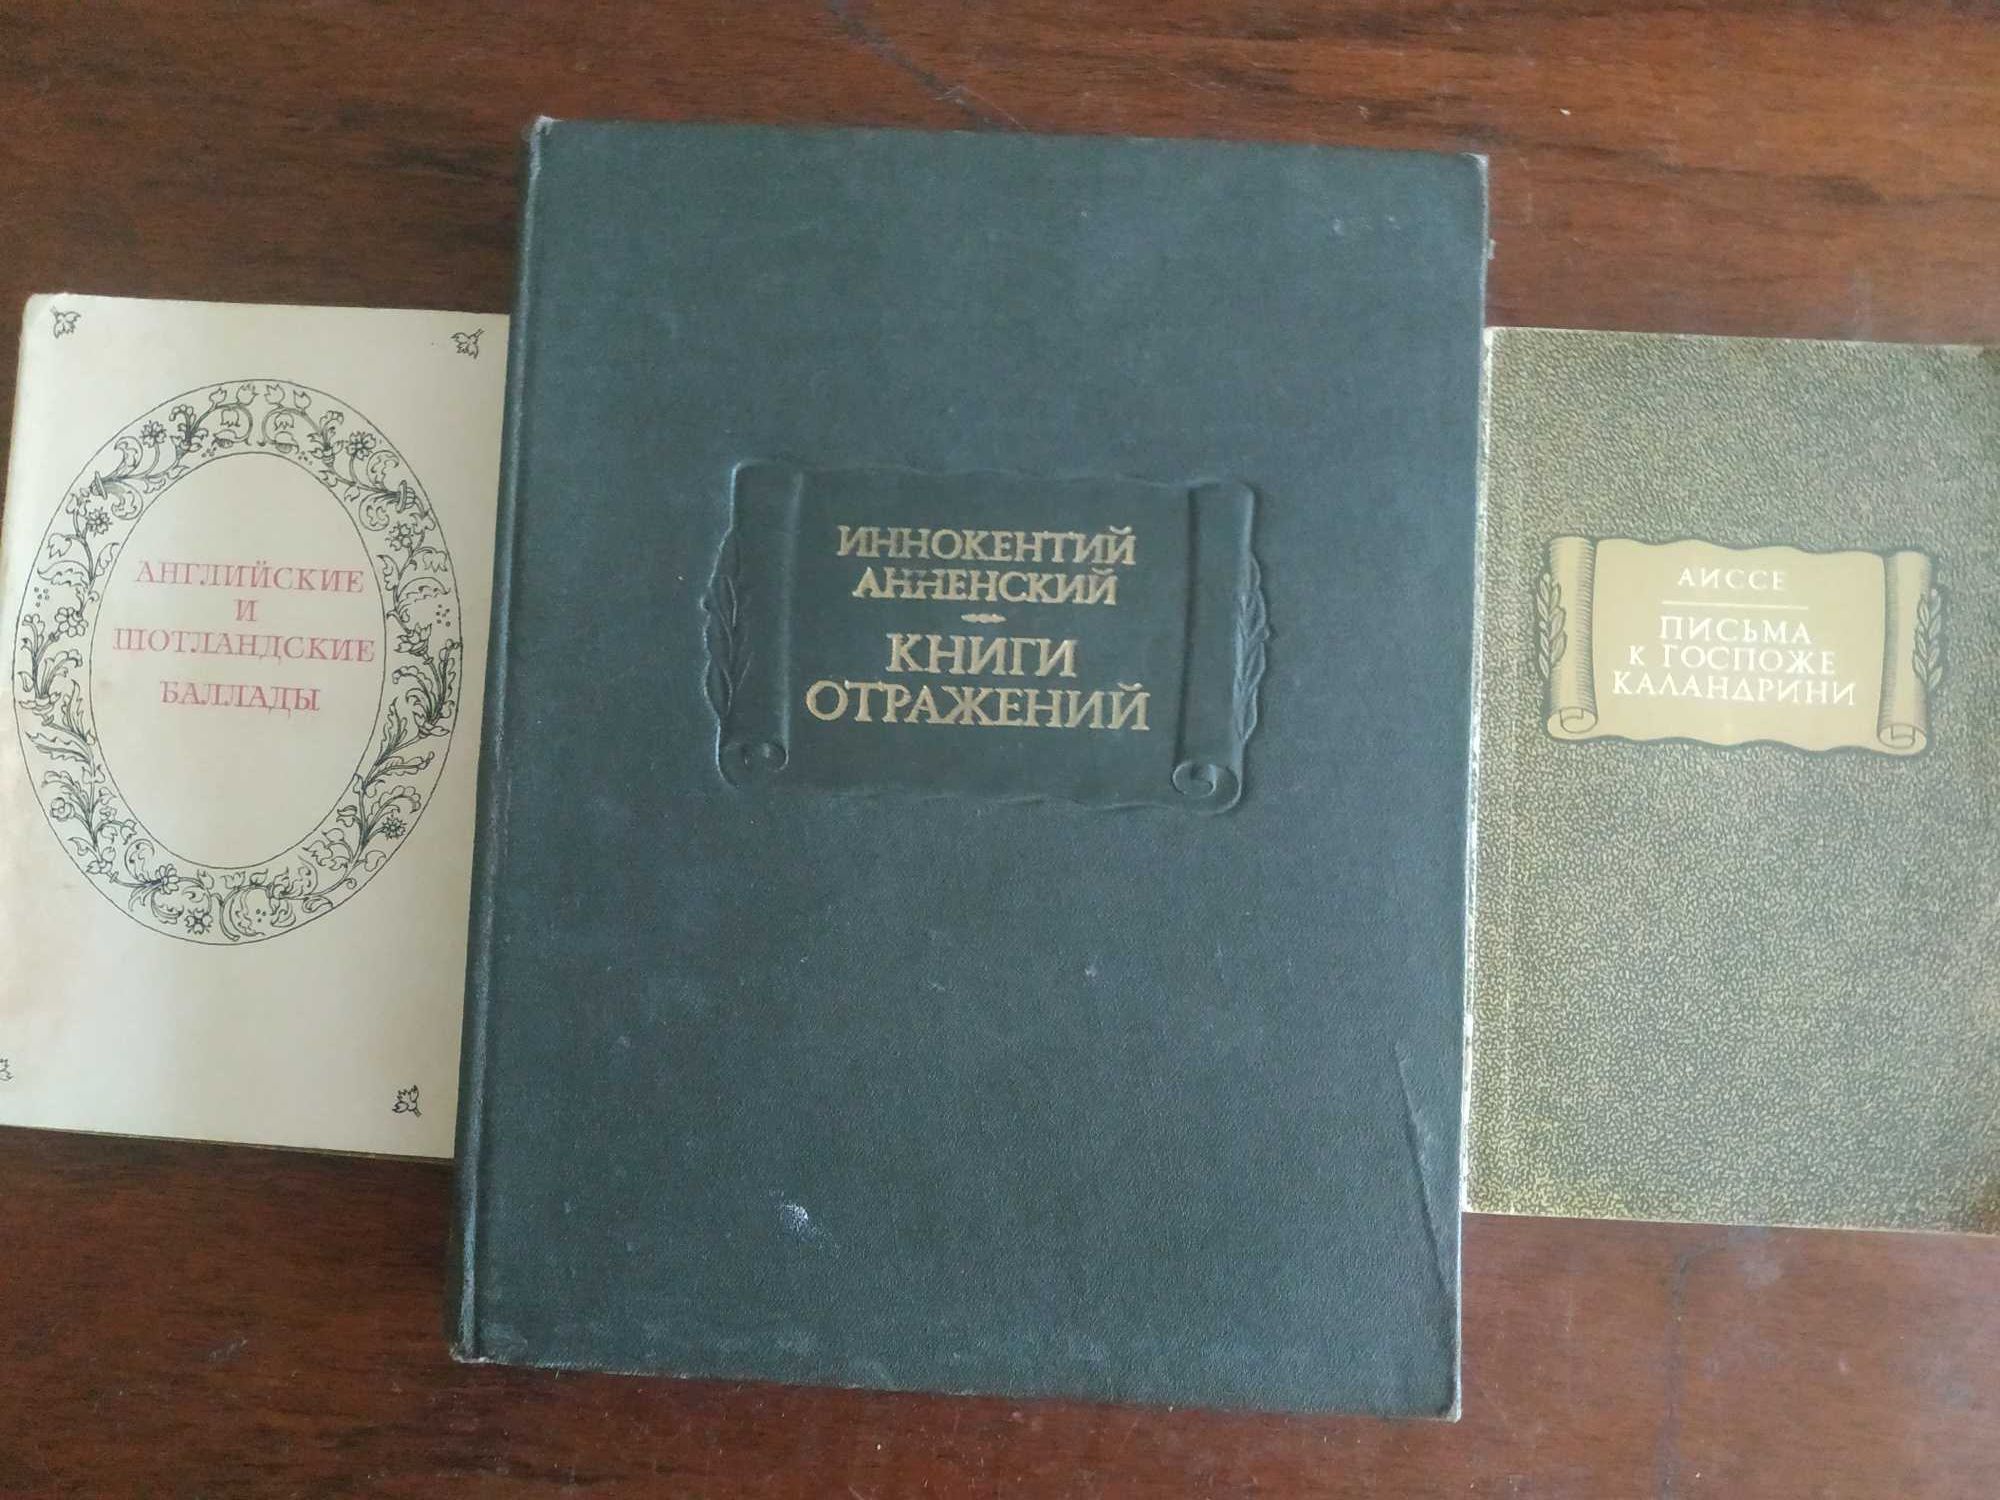 АНГЛИЙСКИЕ
И
ШОТЛАНДСКИЕ
БАЛЛАДЫ
ИННОКЕНТИЙ
АННЕНСКИЙ
КНИГИ
ОТРАЖЕНИЙ
АИССЕ
ПИСЬМА
К ГОСПОЖЕ
КАЛАНДРИНИ